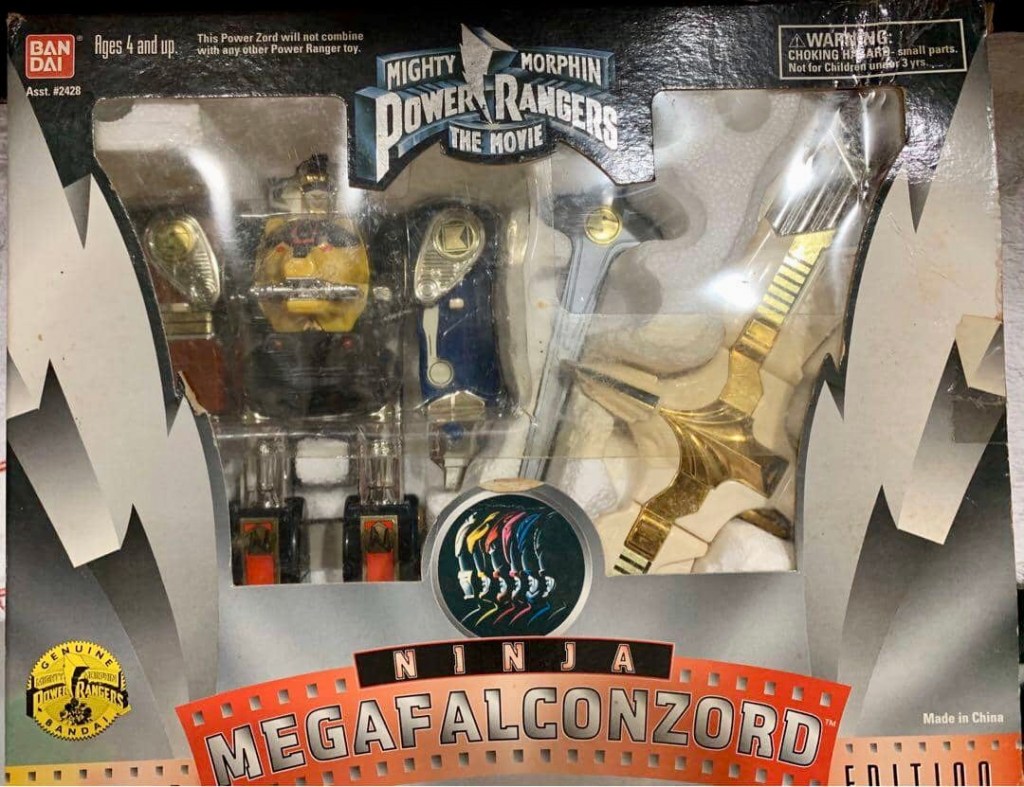 BAN
DAI
®
Asst. #2428
Ages 4 and up.
This Power Zord will not combine
with any other Power Ranger toy.
MIGHTY MORPHIN
POWER RANGERS
THE MOVIE
⚠WARNING:
CHOKING HAZARD- small parts.
Not for Children under 3 yrs.
GENUINE
MIGHTY MORPHIN
POWER RANGERS
BANDAI
NINJA
MEGAFALCONZORD™
Made in China
EDITION